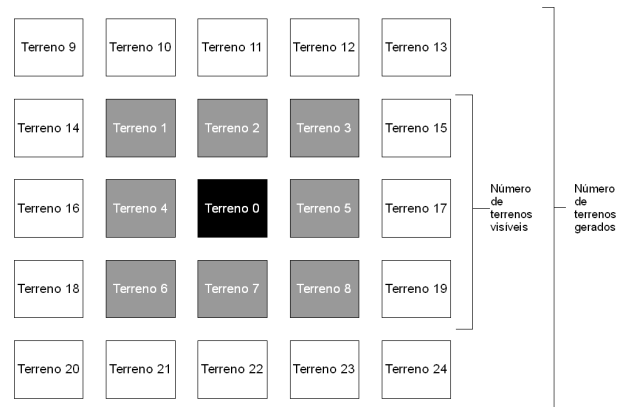 Terreno 9 Terreno 10 Terreno 11 Terreno 12 Terreno 13
Terreno 14 Terreno 1 Terreno 2 Terreno 3 Terreno 15
Terreno 16 Terreno 4 Terreno 0 Terreno 5 Terreno 17
Terreno 18 Terreno 6 Terreno 7 Terreno 8 Terreno 19
Terreno 20 Terreno 21 Terreno 22 Terreno 23 Terreno 24
Número
de
terrenos
visíveis
Número
de
terrenos
gerados